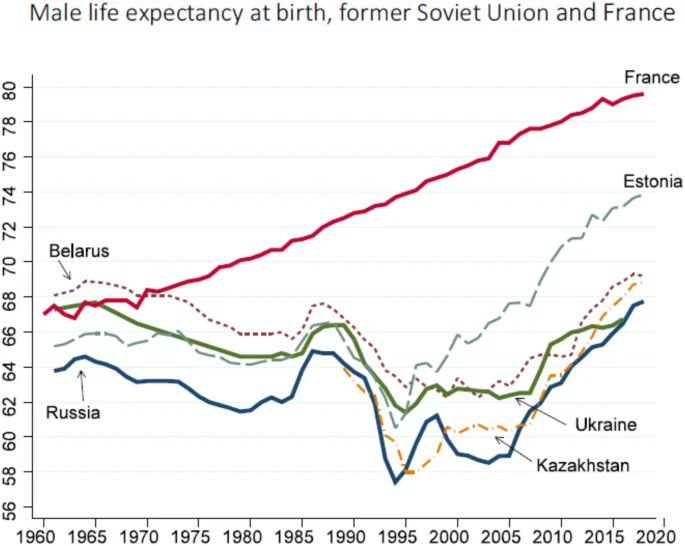 Male life expectancy at birth, former Soviet Union and France
France
Estonia
Belarus
Russia
Ukraine
Kazakhstan
80
78
76
74
72
70
68
66
64
62
60
58
56
1960 1965 1970 1975 1980 1985 1990 1995 2000 2005 2010 2015 2020